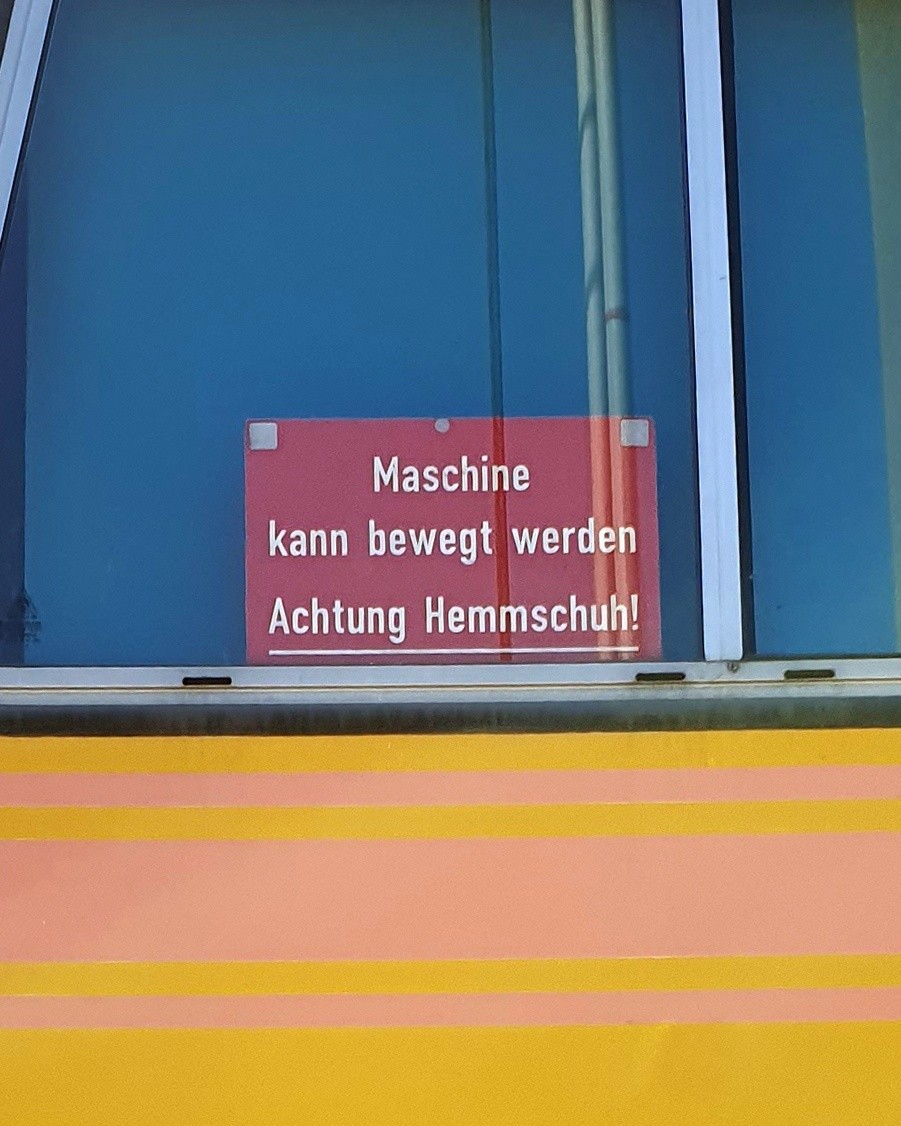 Maschine
kann bewegt werden
Achtung Hemmschuh!